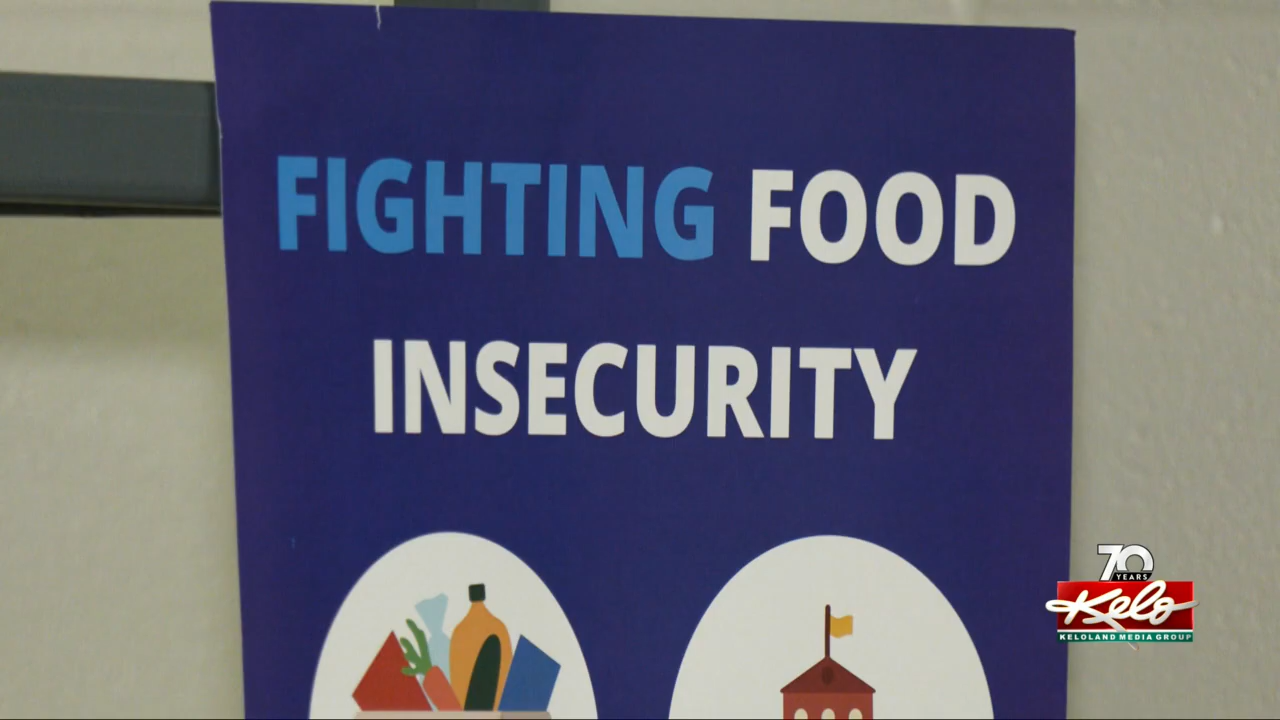 FIGHTING FOOD
INSECURITY
70
YEARS
Kelo
KELOLAND MEDIA GROUP